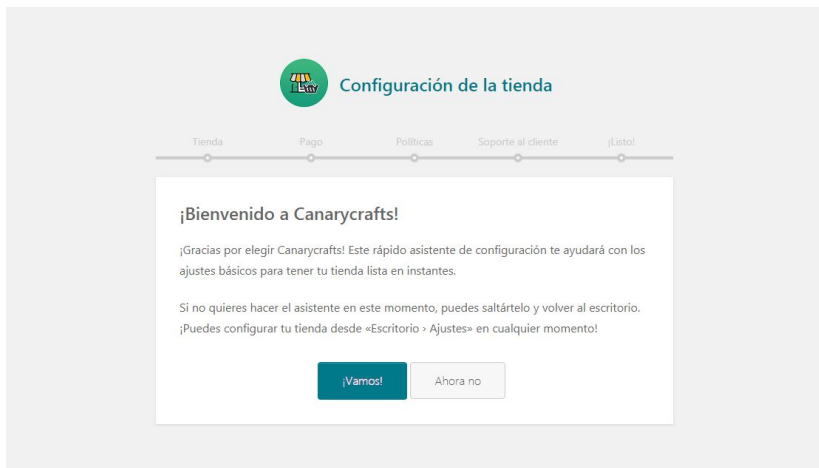 Configuración de la tienda
Tienda
Pago
Políticas
Soporte al cliente
¡Listo!
¡Bienvenido a Canarycrafts!
¡Gracias por elegir Canarycrafts! Este rápido asistente de configuración te ayudará con los
ajustes básicos para tener tu tienda lista en instantes.
Si no quieres hacer el asistente en este momento, puedes saltártelo y volver al escritorio.
¡Puedes configurar tu tienda desde «Escritorio › Ajustes» en cualquier momento!
¡Vamos!
Ahora no